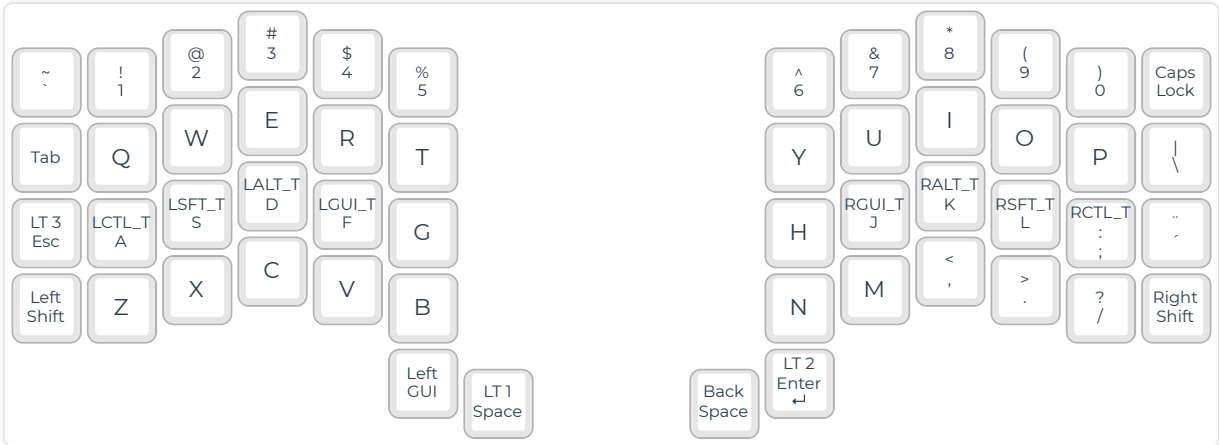 ~
`
!
1
@
2
#
3
$
4
%
5
^
6
&
7
*
8
(
9
)
0
Caps
Lock
Tab
Q
W
E
R
T
Y
U
I
O
P
|
\
LT 3
Esc
LCTL_T
A
LSFT_T
S
LALT_T
D
LGUI_T
F
G
H
RGUI_T
J
RALT_T
K
RSFT_T
L
RCTL_T
:
;
¨
´
Left
Shift
Z
X
C
V
B
N
M
<
,
>
.
?
/
Right
Shift
Left
GUI
LT 1
Space
Back
Space
LT 2
Enter
↵